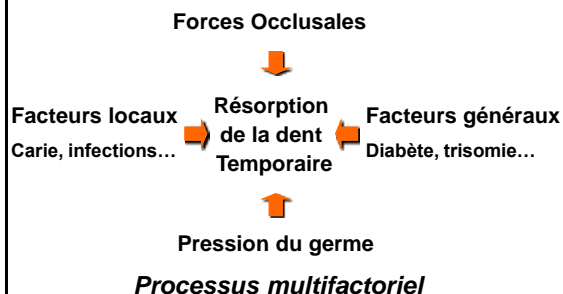 Forces Occlusales
Facteurs locaux
Carie, infections…
Résorption
de la dent
Temporaire
Facteurs généraux
Diabète, trisomie…
Pression du germe
Processus multifactoriel